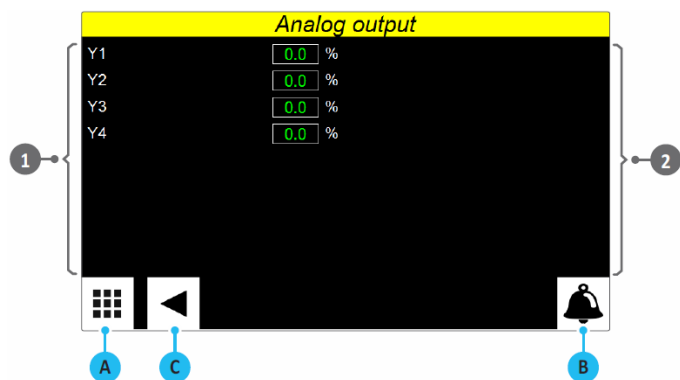 Analog output
Y1 0.0 %
Y2 0.0 %
Y3 0.0 %
Y4 0.0 %
1 2
A C B